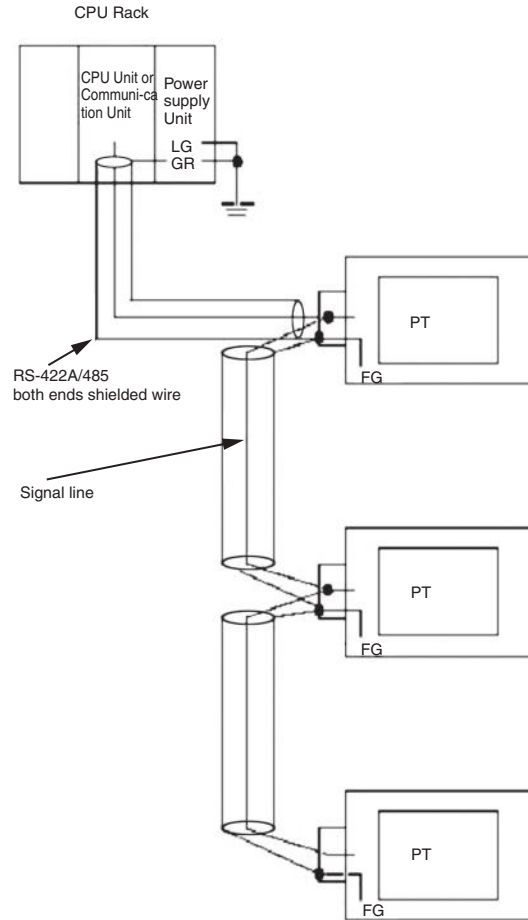 CPU Rack
CPU Unit or
Communi-ca
tion Unit
Power
supply
Unit
LG
GR
PT
FG
RS-422A/485
both ends shielded wire
Signal line
PT
FG
PT
FG